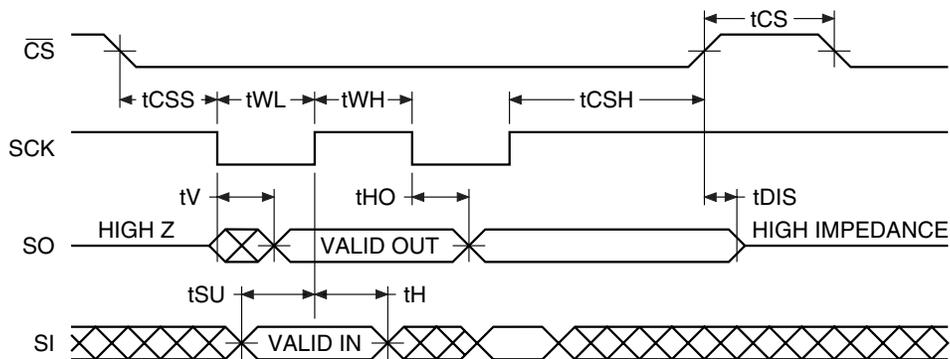 tCS
CS
tCSS tWL tWH tCSH
SCK
tV tHO tDIS
HIGH Z VALID OUT HIGH IMPEDANCE
SO
tSU tH
SI VALID IN